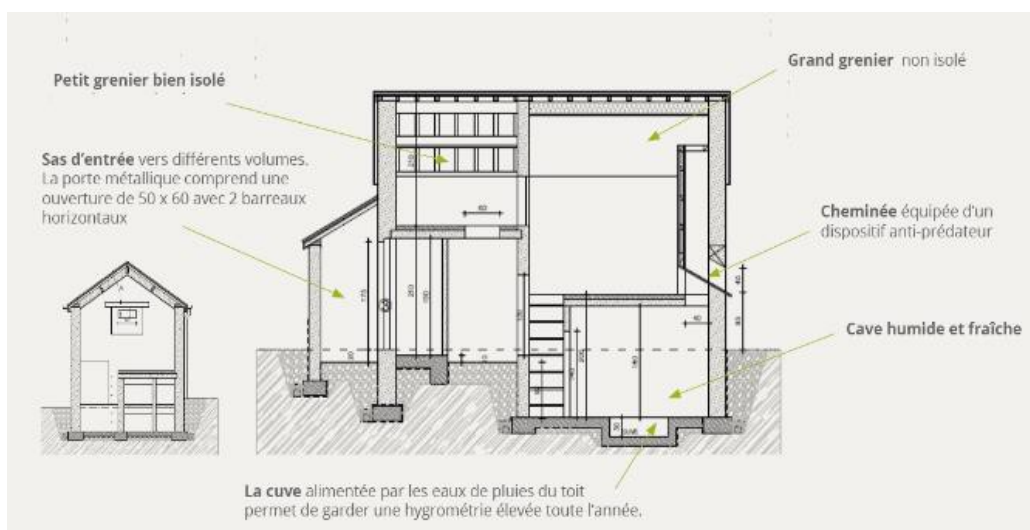 Grand grenier non isolé
Petit grenier bien isolé
Sas d'entrée vers différents volumes.
La porte métallique comprend une
ouverture de 50 x 60 avec 2 barreaux
horizontaux
Cheminée équipée d'un
dispositif anti-prédateur
Cave humide et fraîche
La cuve alimentée par les eaux de pluies du toit
permet de garder une hygrométrie élevée toute l'année.